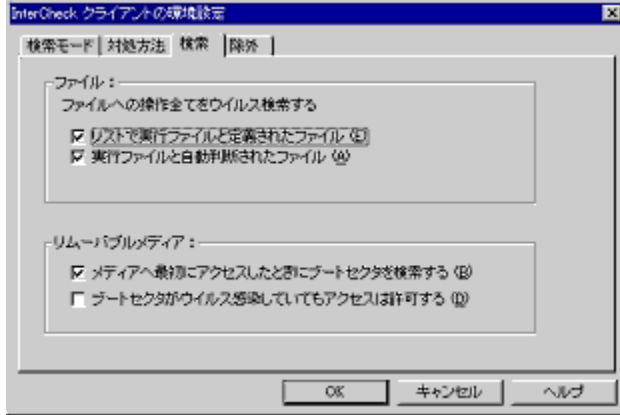 InterCheck クライアントの環境設定
検索モード 対処方法 検索 除外
ファイル：
ファイルへの操作全てをウイルス検索する
リストで実行ファイルと定義されたファイル (E)
実行ファイルと自動判断されたファイル (A)
リムーバブルメディア：
メディアへ最初にアクセスしたときにブートセクタを検索する (B)
ブートセクタがウイルス感染していてもアクセスは許可する (D)
OK キャンセル ヘルプ